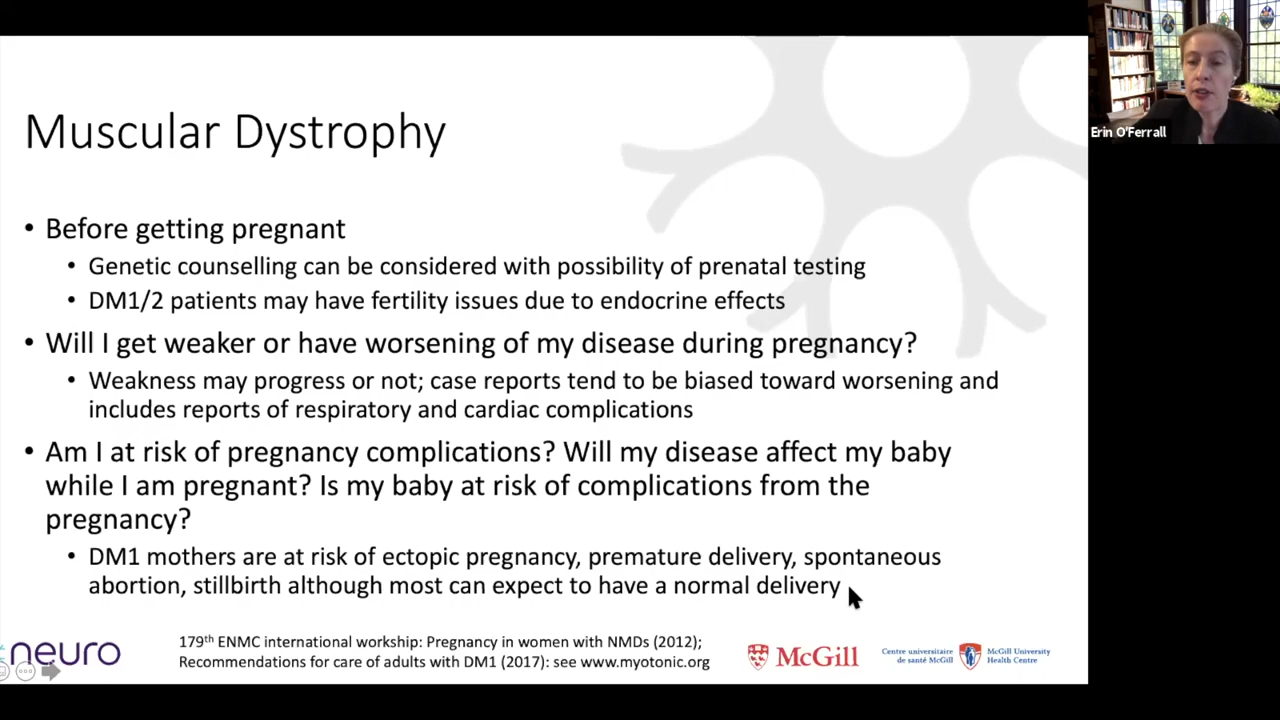 Muscular Dystrophy
• Before getting pregnant
• Genetic counselling can be considered with possibility of prenatal testing
• DM1/2 patients may have fertility issues due to endocrine effects
• Will I get weaker or have worsening of my disease during pregnancy?
• Weakness may progress or not; case reports tend to be biased toward worsening and
includes reports of respiratory and cardiac complications
• Am I at risk of pregnancy complications? Will my disease affect my baby
while I am pregnant? Is my baby at risk of complications from the
pregnancy?
• DM1 mothers are at risk of ectopic pregnancy, premature delivery, spontaneous
abortion, stillbirth although most can expect to have a normal delivery
neuro
179th ENMC international workship: Pregnancy in women with NMDs (2012);
Recommendations for care of adults with DM1 (2017): see www.myotonic.org
McGill
Centre universitaire
de santé McGill
McGill University
Health Centre
Erin O'Ferrall